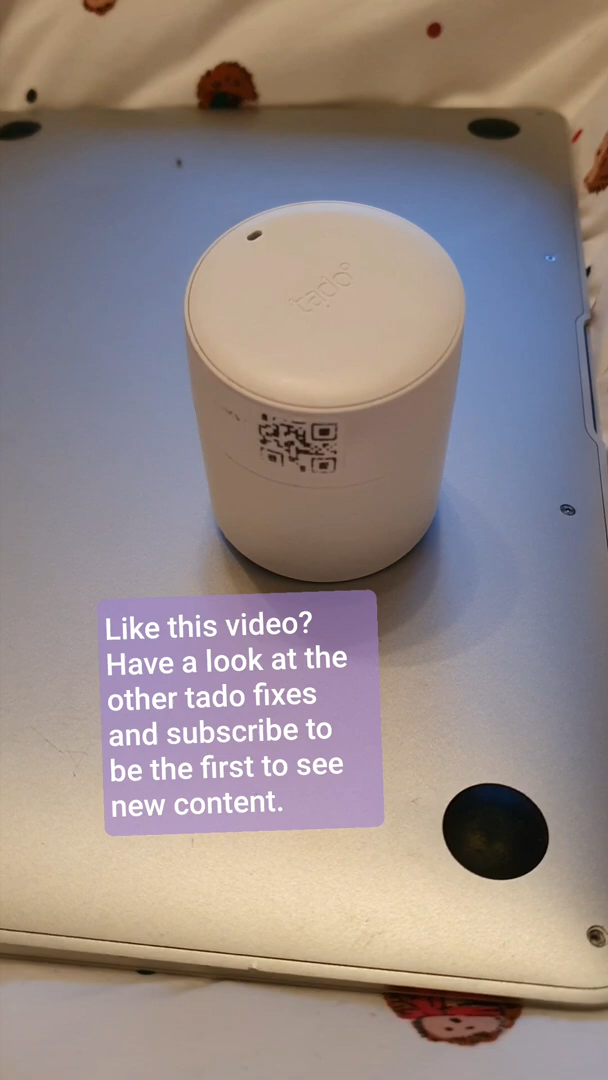 tado°
Like this video?
Have a look at the
other tado fixes
and subscribe to
be the first to see
new content.